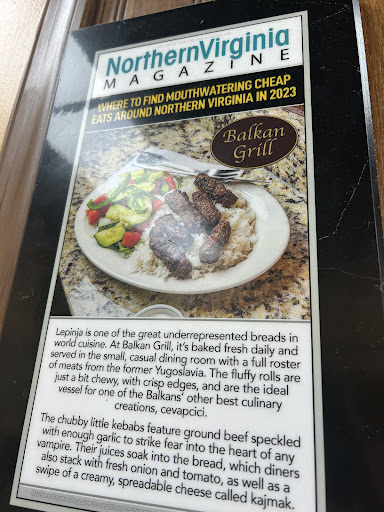 NorthernVirginia
MAGAZINE
WHERE TO FIND MOUTHWATERING CHEAP
EATS AROUND NORTHERN VIRGINIA IN 2023
Balkan
Grill
Lepinja is one of the great underrepresented breads in
world cuisine. At Balkan Grill, it's baked fresh daily and
served in the small, casual dining room with a full roster
of meats from the former Yugoslavia. The fluffy rolls are
just a bit chewy, with crisp edges, and are the ideal
vessel for one of the Balkans' other best culinary
creations, cevapcici.
The chubby little kebabs feature ground beef speckled
with enough garlic to strike fear into the heart of any
vampire. Their juices soak into the bread, which diners
also stack with fresh onion and tomato, as well as a
swipe of a creamy, spreadable cheese called kajmak.